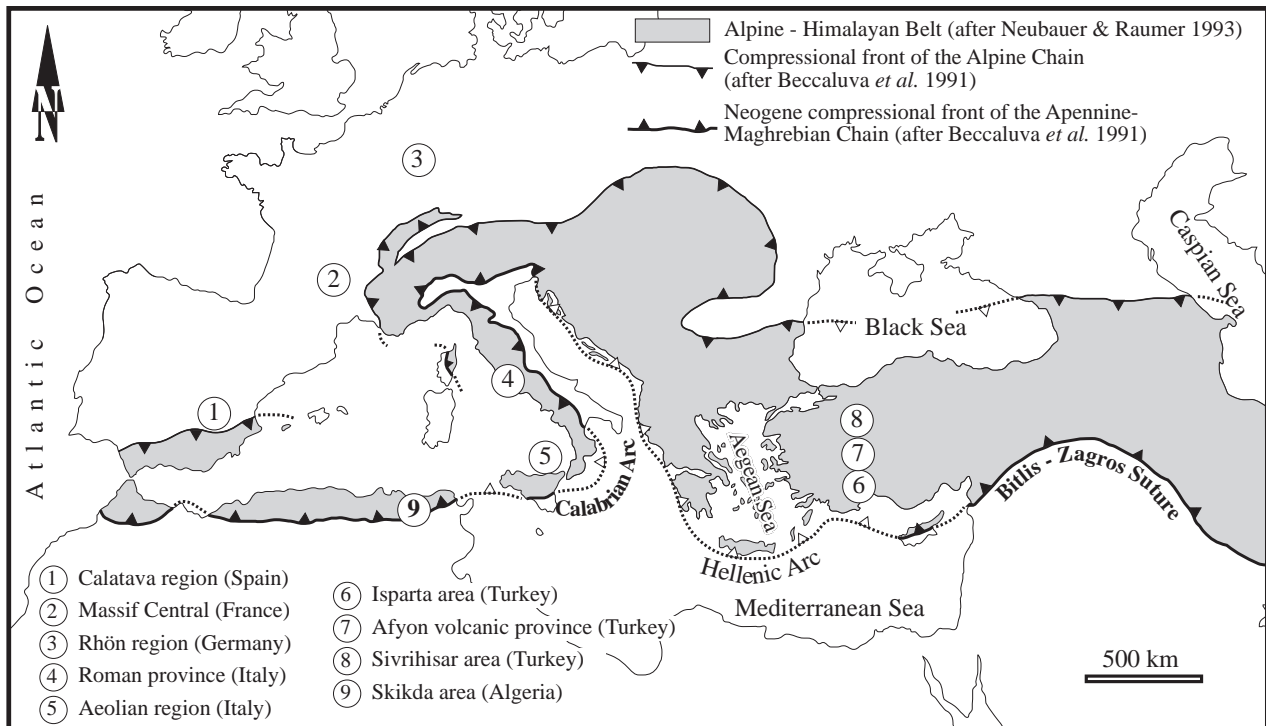 Alpine - Himalayan Belt (after Neubauer & Raumer 1993)
Compressional front of the Alpine Chain
(after Beccaluva et al. 1991)
Neogene compressional front of the Apennine-
Maghrebian Chain (after Beccaluva et al. 1991)
N
Atlantic Ocean
3
2
1
4
5
9
8
7
6
Caspian Sea
Black Sea
Aegean Sea
Calabrian Arc
Bitlis - Zagros Suture
Hellenic Arc
Mediterranean Sea
500 km
1 Calatava region (Spain)
2 Massif Central (France)
3 Rhön region (Germany)
4 Roman province (Italy)
5 Aeolian region (Italy)
6 Isparta area (Turkey)
7 Afyon volcanic province (Turkey)
8 Sivrihisar area (Turkey)
9 Skikda area (Algeria)